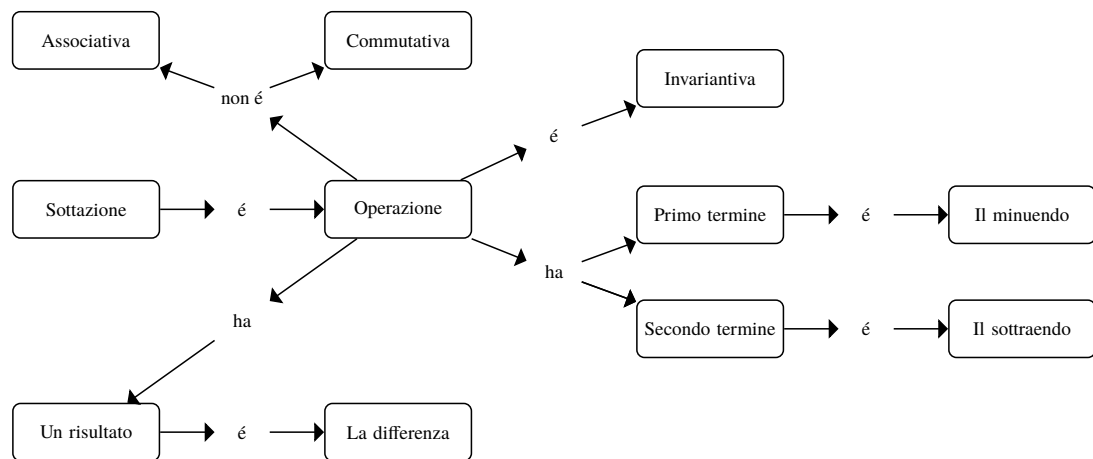 Associativa
Commutativa
non é
Invariantiva
é
Sottazione
é
Operazione
Primo termine
é
Il minuendo
ha
Secondo termine
é
Il sottraendo
ha
Un risultato
é
La differenza